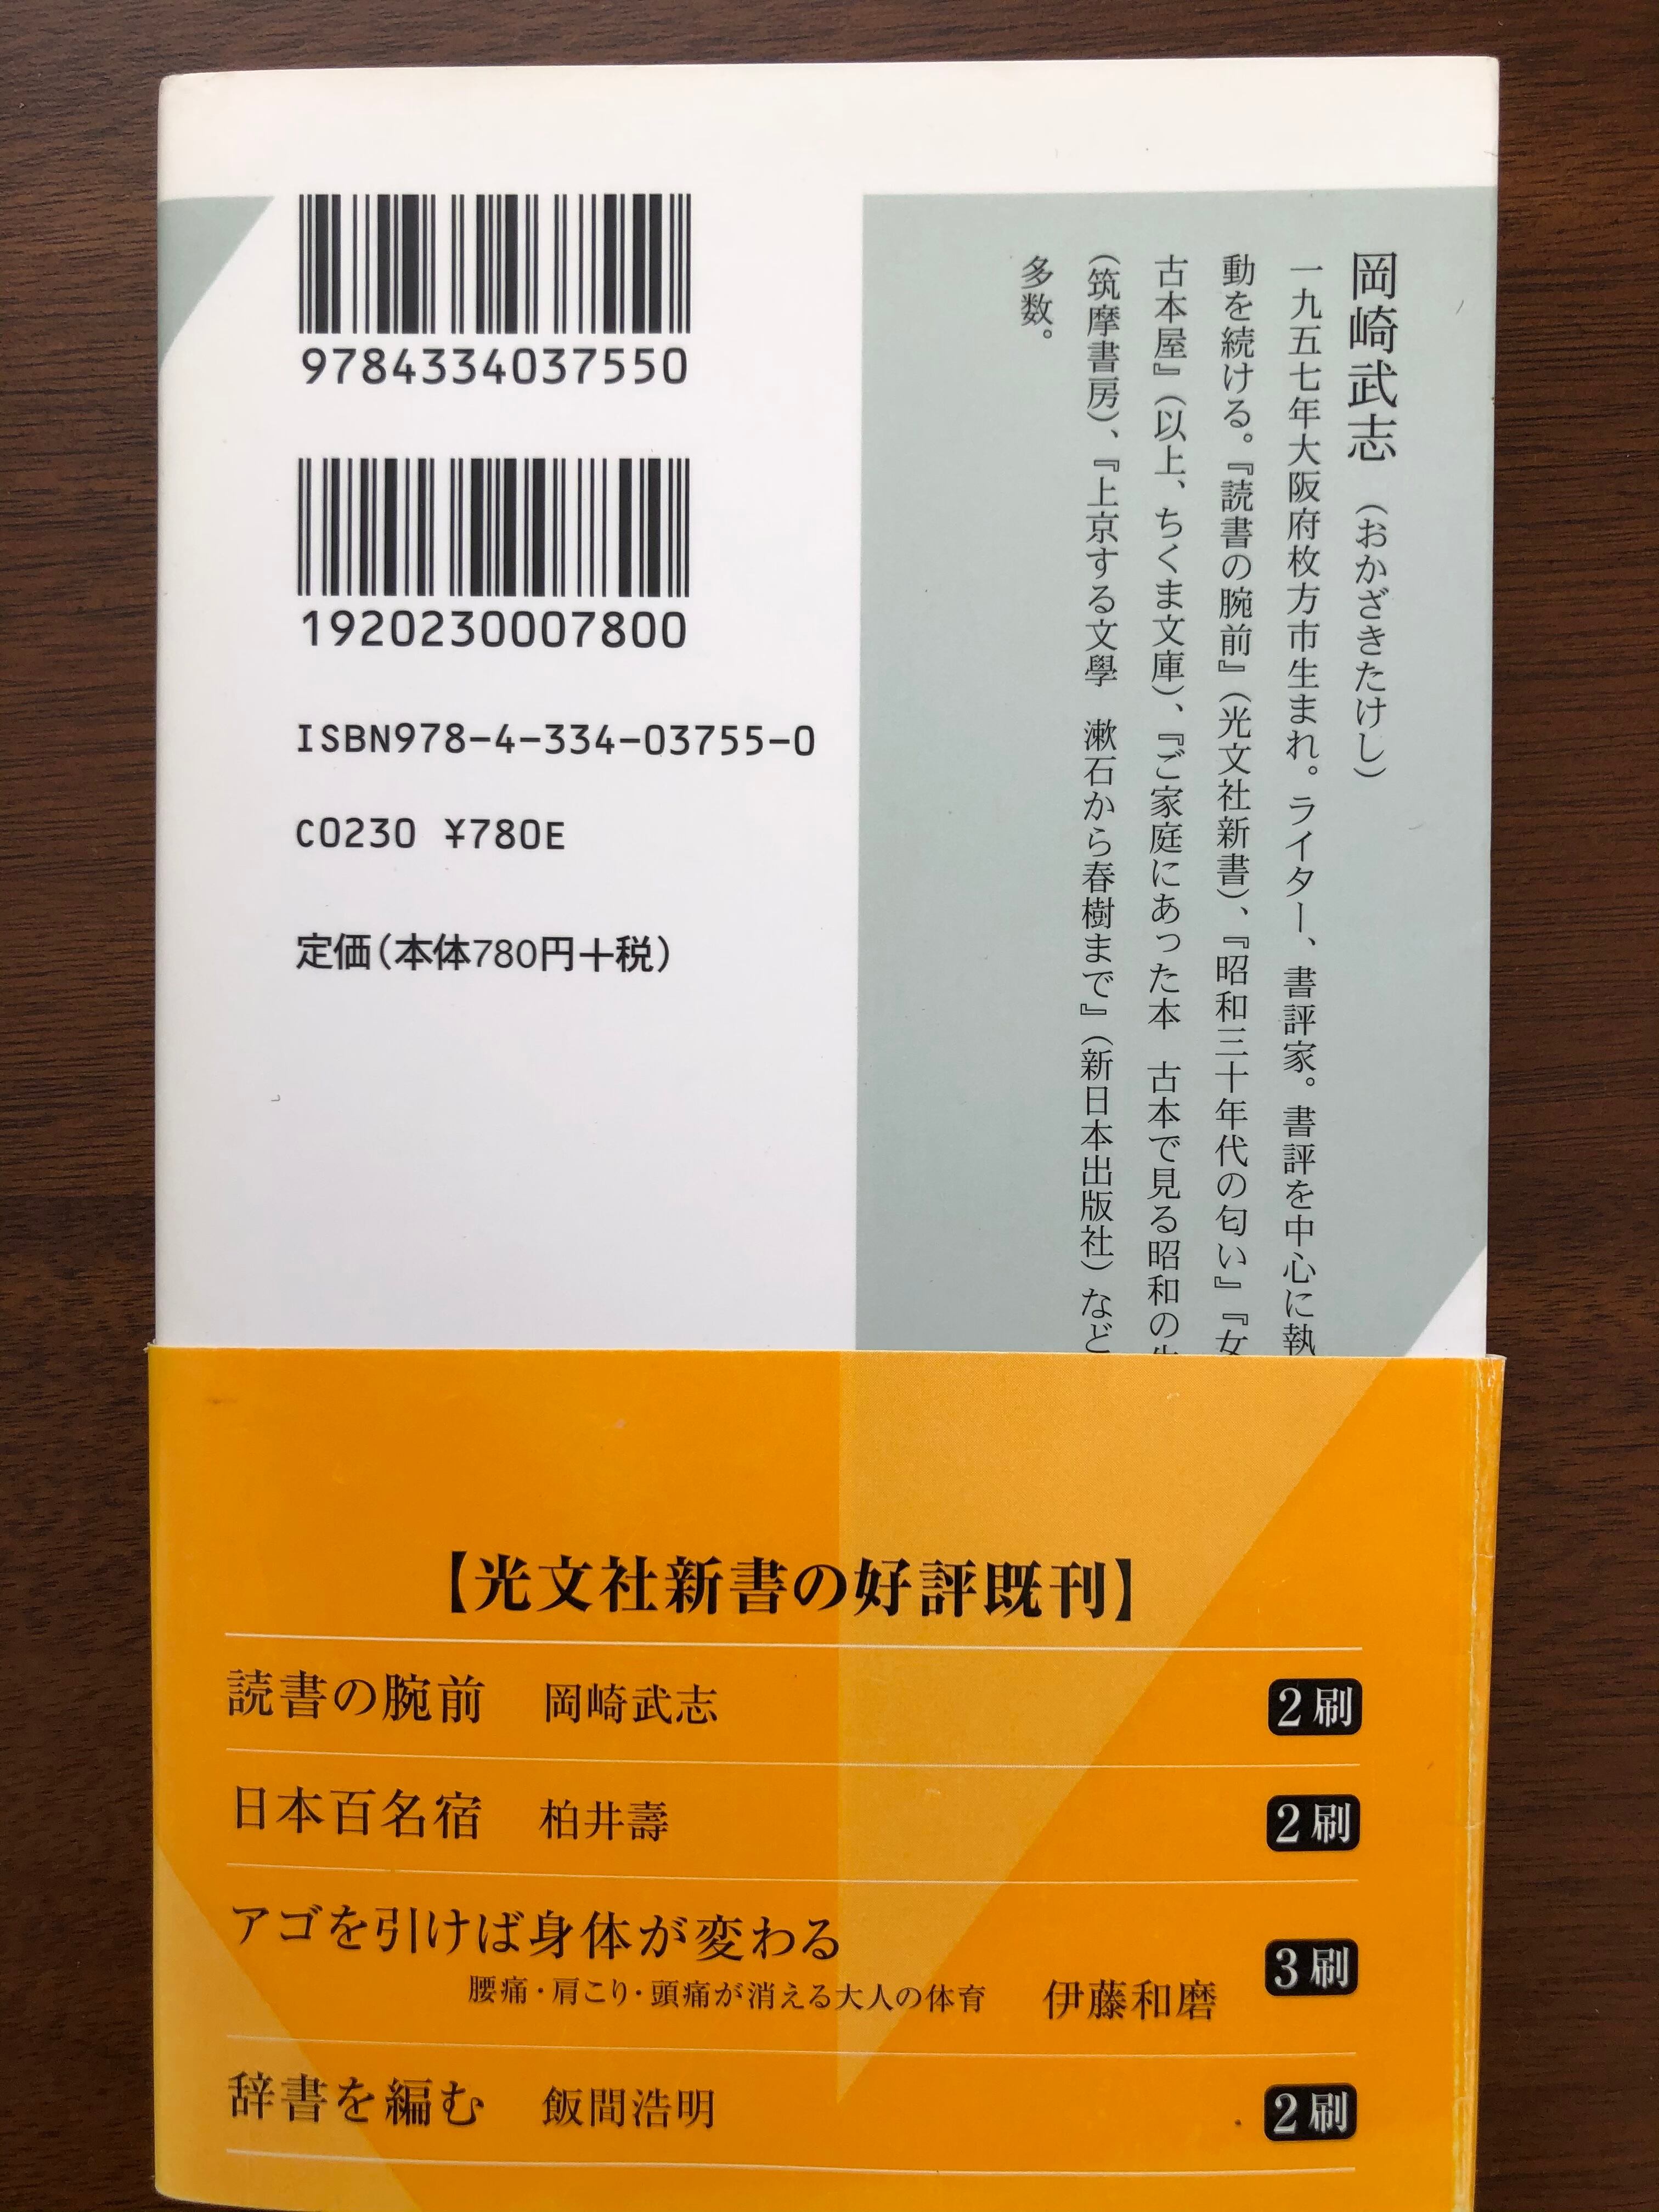 岡崎武志（おかざきたけし）
一九五七年大阪府枚方市生まれ。ライター、書評家。書評を中心に執
動を続ける。『読書の腕前』（光文社新書）、『昭和三十年代の匂い』『女
古本屋』（以上、ちくま文庫）、『ご家庭にあった本　古本で見る昭和の
（筑摩書房）、『上京する文學　漱石から春樹まで』（新日本出版社）など
多数。
9784334037550
1920230007800
ISBN978-4-334-03755-0
C0230 ¥780E
定価（本体780円＋税）
【光文社新書の好評既刊】
読書の腕前　岡崎武志　2刷
日本百名宿　柏井壽　2刷
アゴを引けば身体が変わる
腰痛・肩こり・頭痛が消える大人の体育　伊藤和磨　3刷
辞書を編む　飯間浩明　2刷